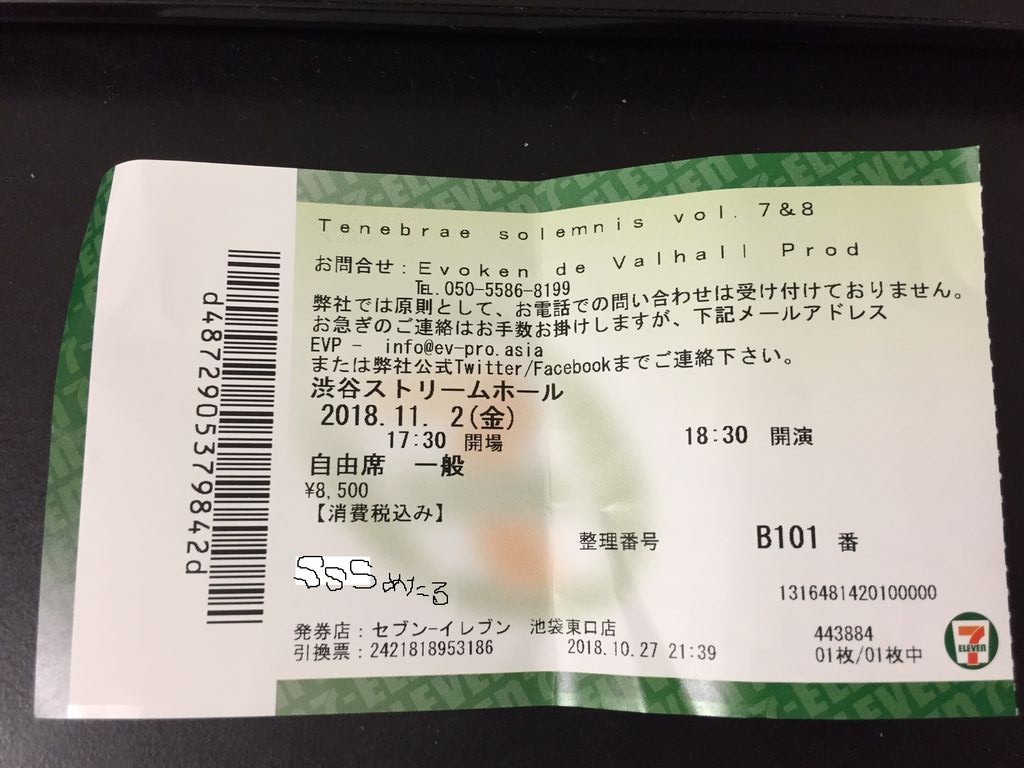 Tenebrae solemnis vol. 7&8
お問合せ：Evoken de Valhall Prod
℡.050-5586-8199
弊社では原則として、お電話での問い合わせは受け付けておりません。
お急ぎのご連絡はお手数お掛けしますが、下記メールアドレス
EVP - info@ev-pro.asia
または弊社公式Twitter/Facebookまでご連絡下さい。
渋谷ストリームホール
2018.11. 2(金)
17:30 開場 18:30 開演
自由席 一般
¥8,500
【消費税込み】
整理番号 B101 番
SSSめたる
1316481420100000
発券店：セブン-イレブン 池袋東口店
引換票：2421818953186 2018.10.27 21:39
443884
01枚/01枚中
7 ELEVEN
d4872905379842d